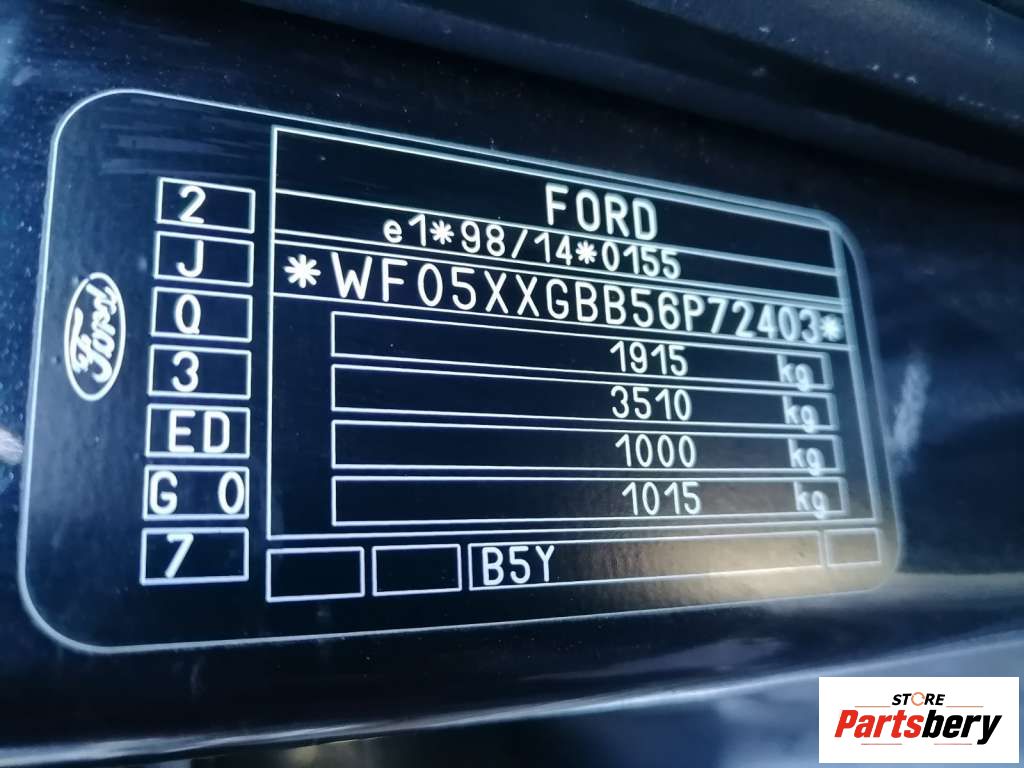 FORD
e1*98/14*0155
*WF05XXGBB56P72403*
1915 kg
3510 kg
1000 kg
1015 kg
B5Y
2
J
Q
3
ED
G 0
7
Ford
STORE
Partsbery